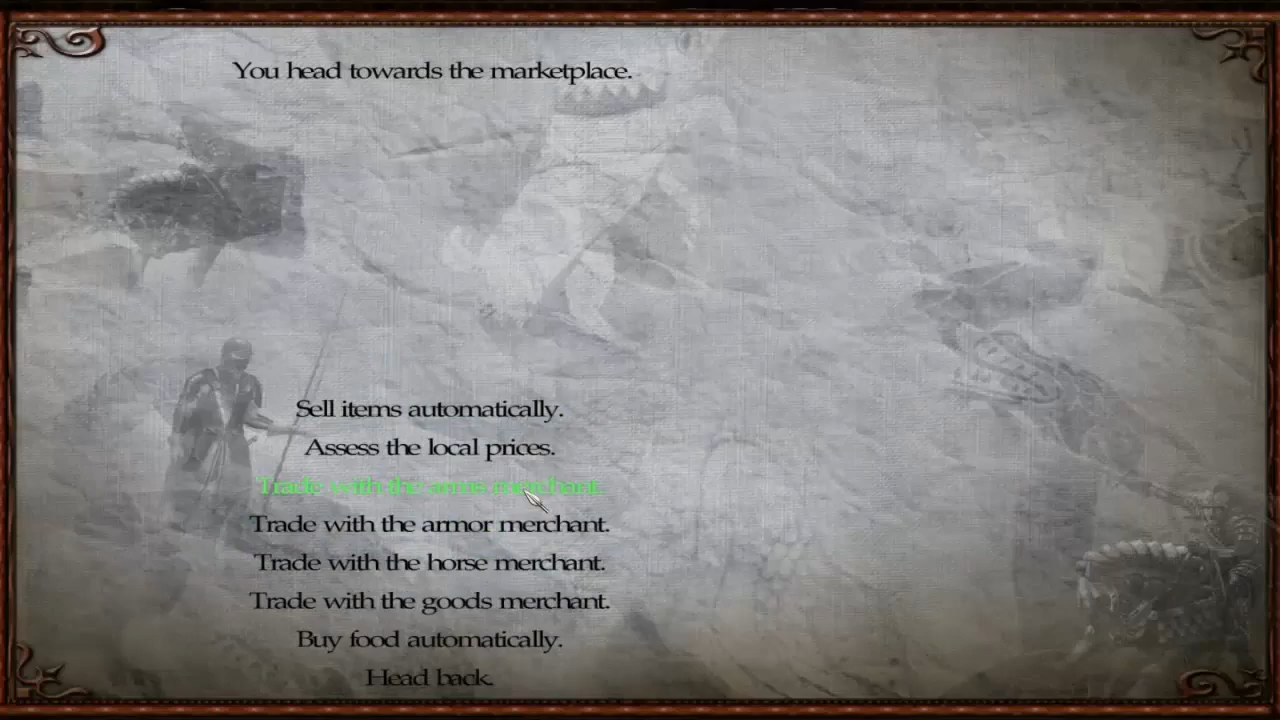 You head towards the marketplace.
Sell items automatically.
Assess the local prices.
Trade with the arms merchant.
Trade with the armor merchant.
Trade with the horse merchant.
Trade with the goods merchant.
Buy food automatically.
Head back.